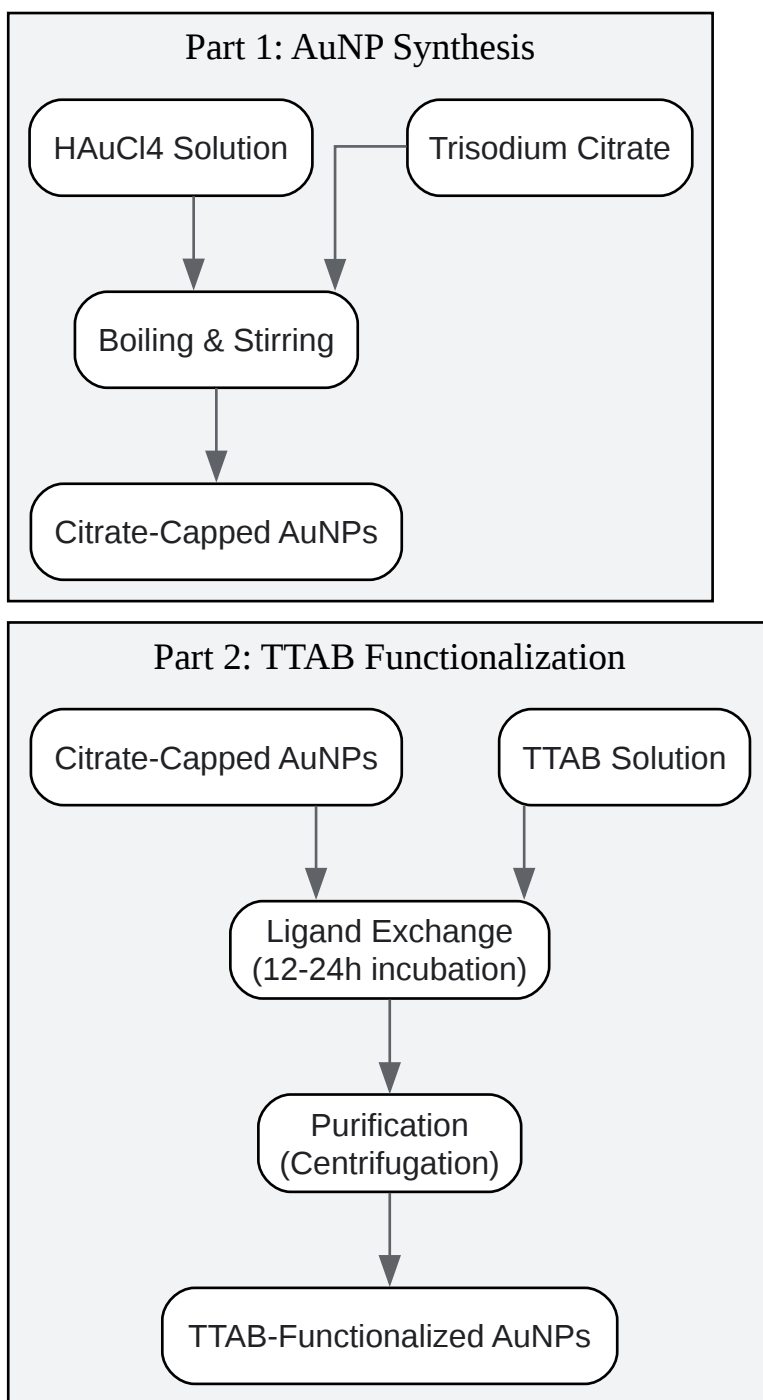 Part 1: AuNP Synthesis
HAuCl4 Solution
Trisodium Citrate
Boiling & Stirring
Citrate-Capped AuNPs
Part 2: TTAB Functionalization
Citrate-Capped AuNPs
TTAB Solution
Ligand Exchange
(12-24h incubation)
Purification
(Centrifugation)
TTAB-Functionalized AuNPs